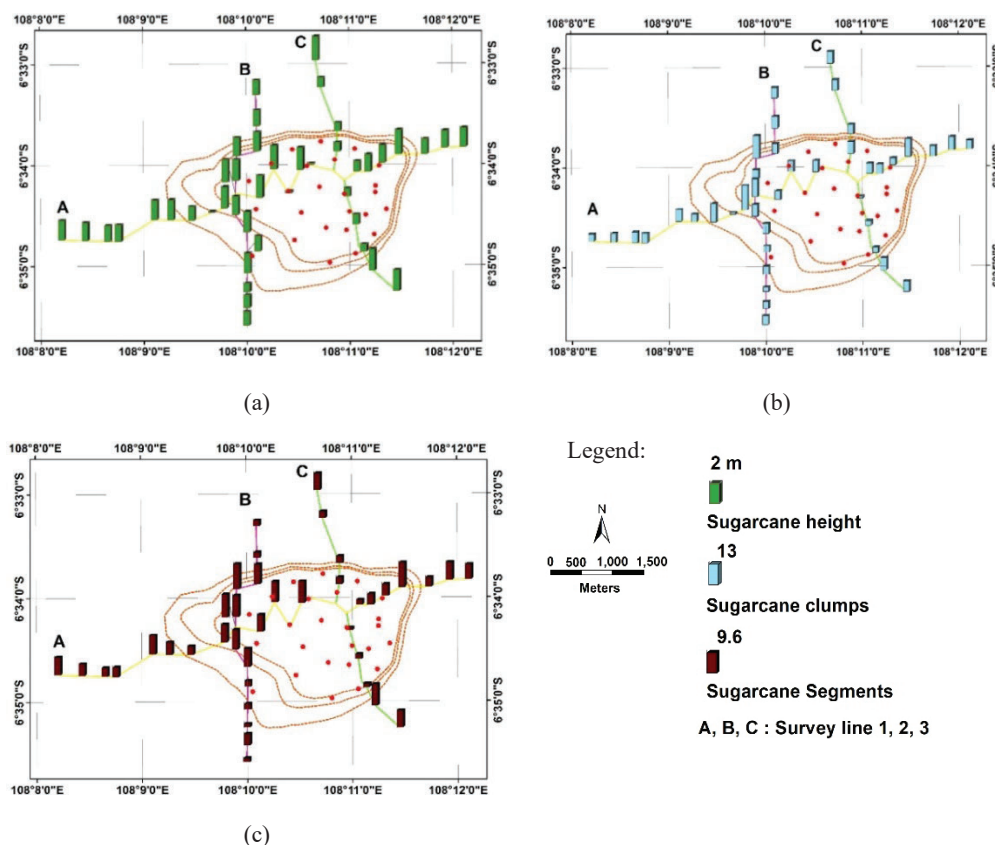 108°8'0"E 108°9'0"E 108°10'0"E 108°11'0"E 108°12'0"E
6°33'0"S 6°33'0"S
6°34'0"S 6°34'0"S
6°35'0"S 6°35'0"S
A
B
C
108°8'0"E 108°9'0"E 108°10'0"E 108°11'0"E 108°12'0"E
(a)
108°8'0"E 108°9'0"E 108°10'0"E 108°11'0"E 108°12'0"E
6°33'0"S 6°33'0"S
6°34'0"S 6°34'0"S
6°35'0"S
A
B
C
108°8'0"E 108°9'0"E 108°10'0"E 108°11'0"E 108°12'0"E
(b)
108°8'0"E 108°9'0"E 108°10'0"E 108°11'0"E 108°12'0"E
6°33'0"S 6°33'0"S
6°34'0"S 6°34'0"S
6°35'0"S 6°35'0"S
A
B
C
108°8'0"E 108°9'0"E 108°10'0"E 108°11'0"E 108°12'0"E
(c)
Legend:
N
0 500 1,000 1,500
Meters
2 m
Sugarcane height
13
Sugarcane clumps
9.6
Sugarcane Segments
A, B, C : Survey line 1, 2, 3